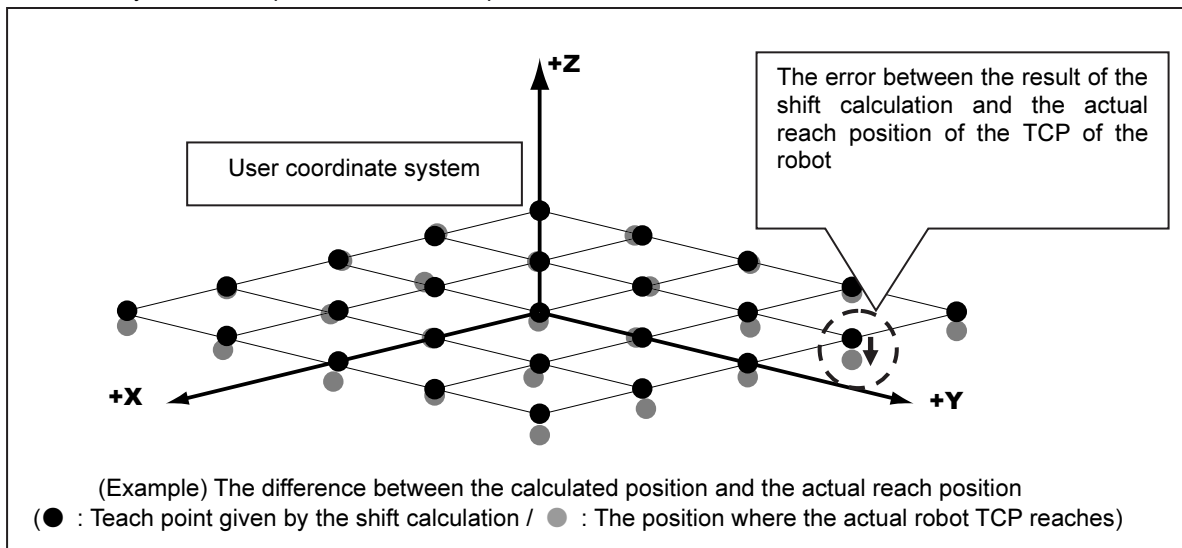 +Z
The error between the result of the
shift calculation and the actual
reach position of the TCP of the
robot
User coordinate system
+X
+Y
(Example) The difference between the calculated position and the actual reach position
(● : Teach point given by the shift calculation / ● : The position where the actual robot TCP reaches)